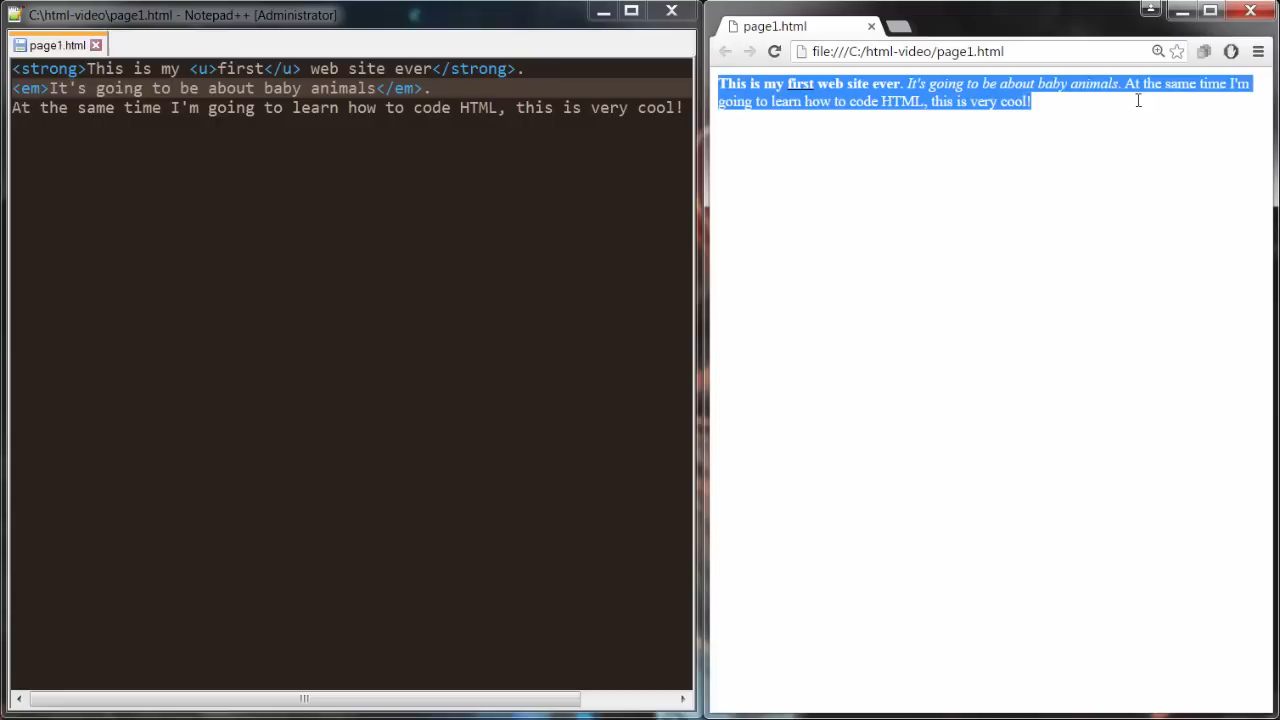 C:\html-video\page1.html - Notepad++ [Administrator]
page1.html
<strong>This is my <u>first</u> web site ever</strong>.
<em>It's going to be about baby animals</em>.
At the same time I'm going to learn how to code HTML, this is very cool!
page1.html
file:///C:/html-video/page1.html
This is my first web site ever. It's going to be about baby animals. At the same time I'm
going to learn how to code HTML, this is very cool!